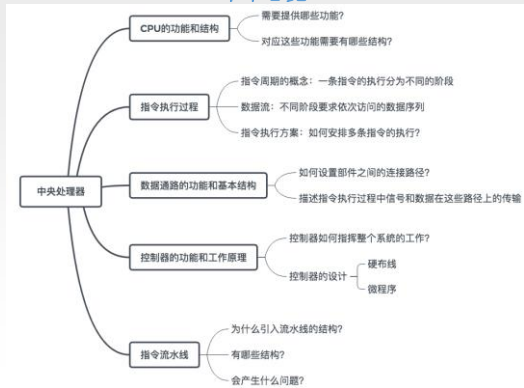 CPU的功能和结构
需要提供哪些功能?
对应这些功能需要有哪些结构?
指令执行过程
指令周期的概念：一条指令的执行分为不同的阶段
数据流：不同阶段要求依次访问的数据序列
指令执行方案：如何安排多条指令的执行?
中央处理器
数据通路的功能和基本结构
如何设置部件之间的连接路径?
描述指令执行过程中信号和数据在这些路径上的传输
控制器的功能和工作原理
控制器如何指挥整个系统的工作?
控制器的设计
硬布线
微程序
指令流水线
为什么引入流水线的结构?
有哪些结构?
会产生什么问题?